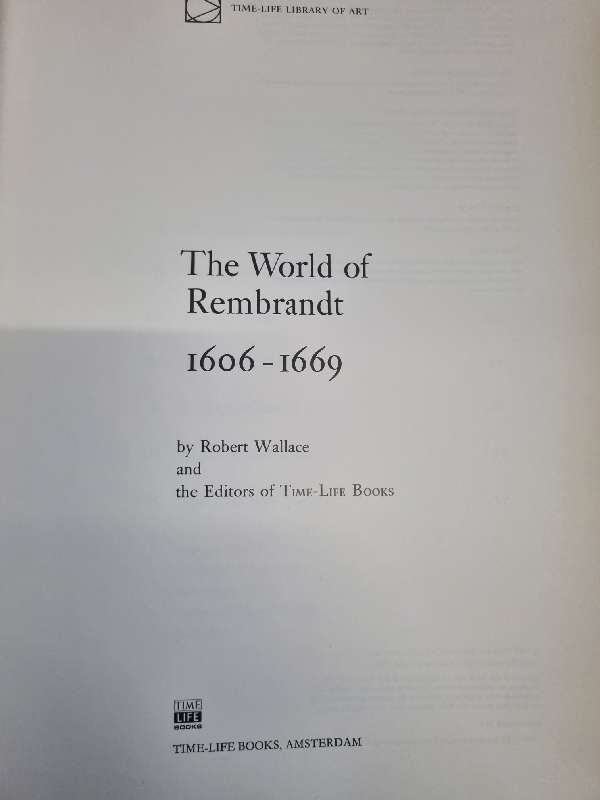 TIME-LIFE LIBRARY OF ART
The World of
Rembrandt
1606-1669
by Robert Wallace
and
the Editors of TIME-LIFE BOOKS
TIME
LIFE
BOOKS
TIME-LIFE BOOKS, AMSTERDAM